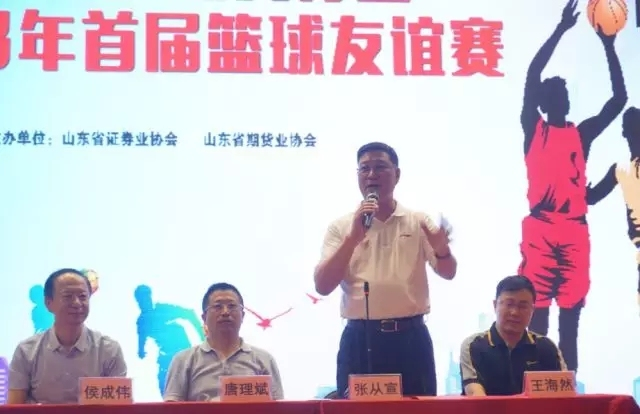 年首届篮球友谊赛
办单位：山东省证券业协会 山东省期货业协会
侯成伟
唐理斌
张从宣
王海然